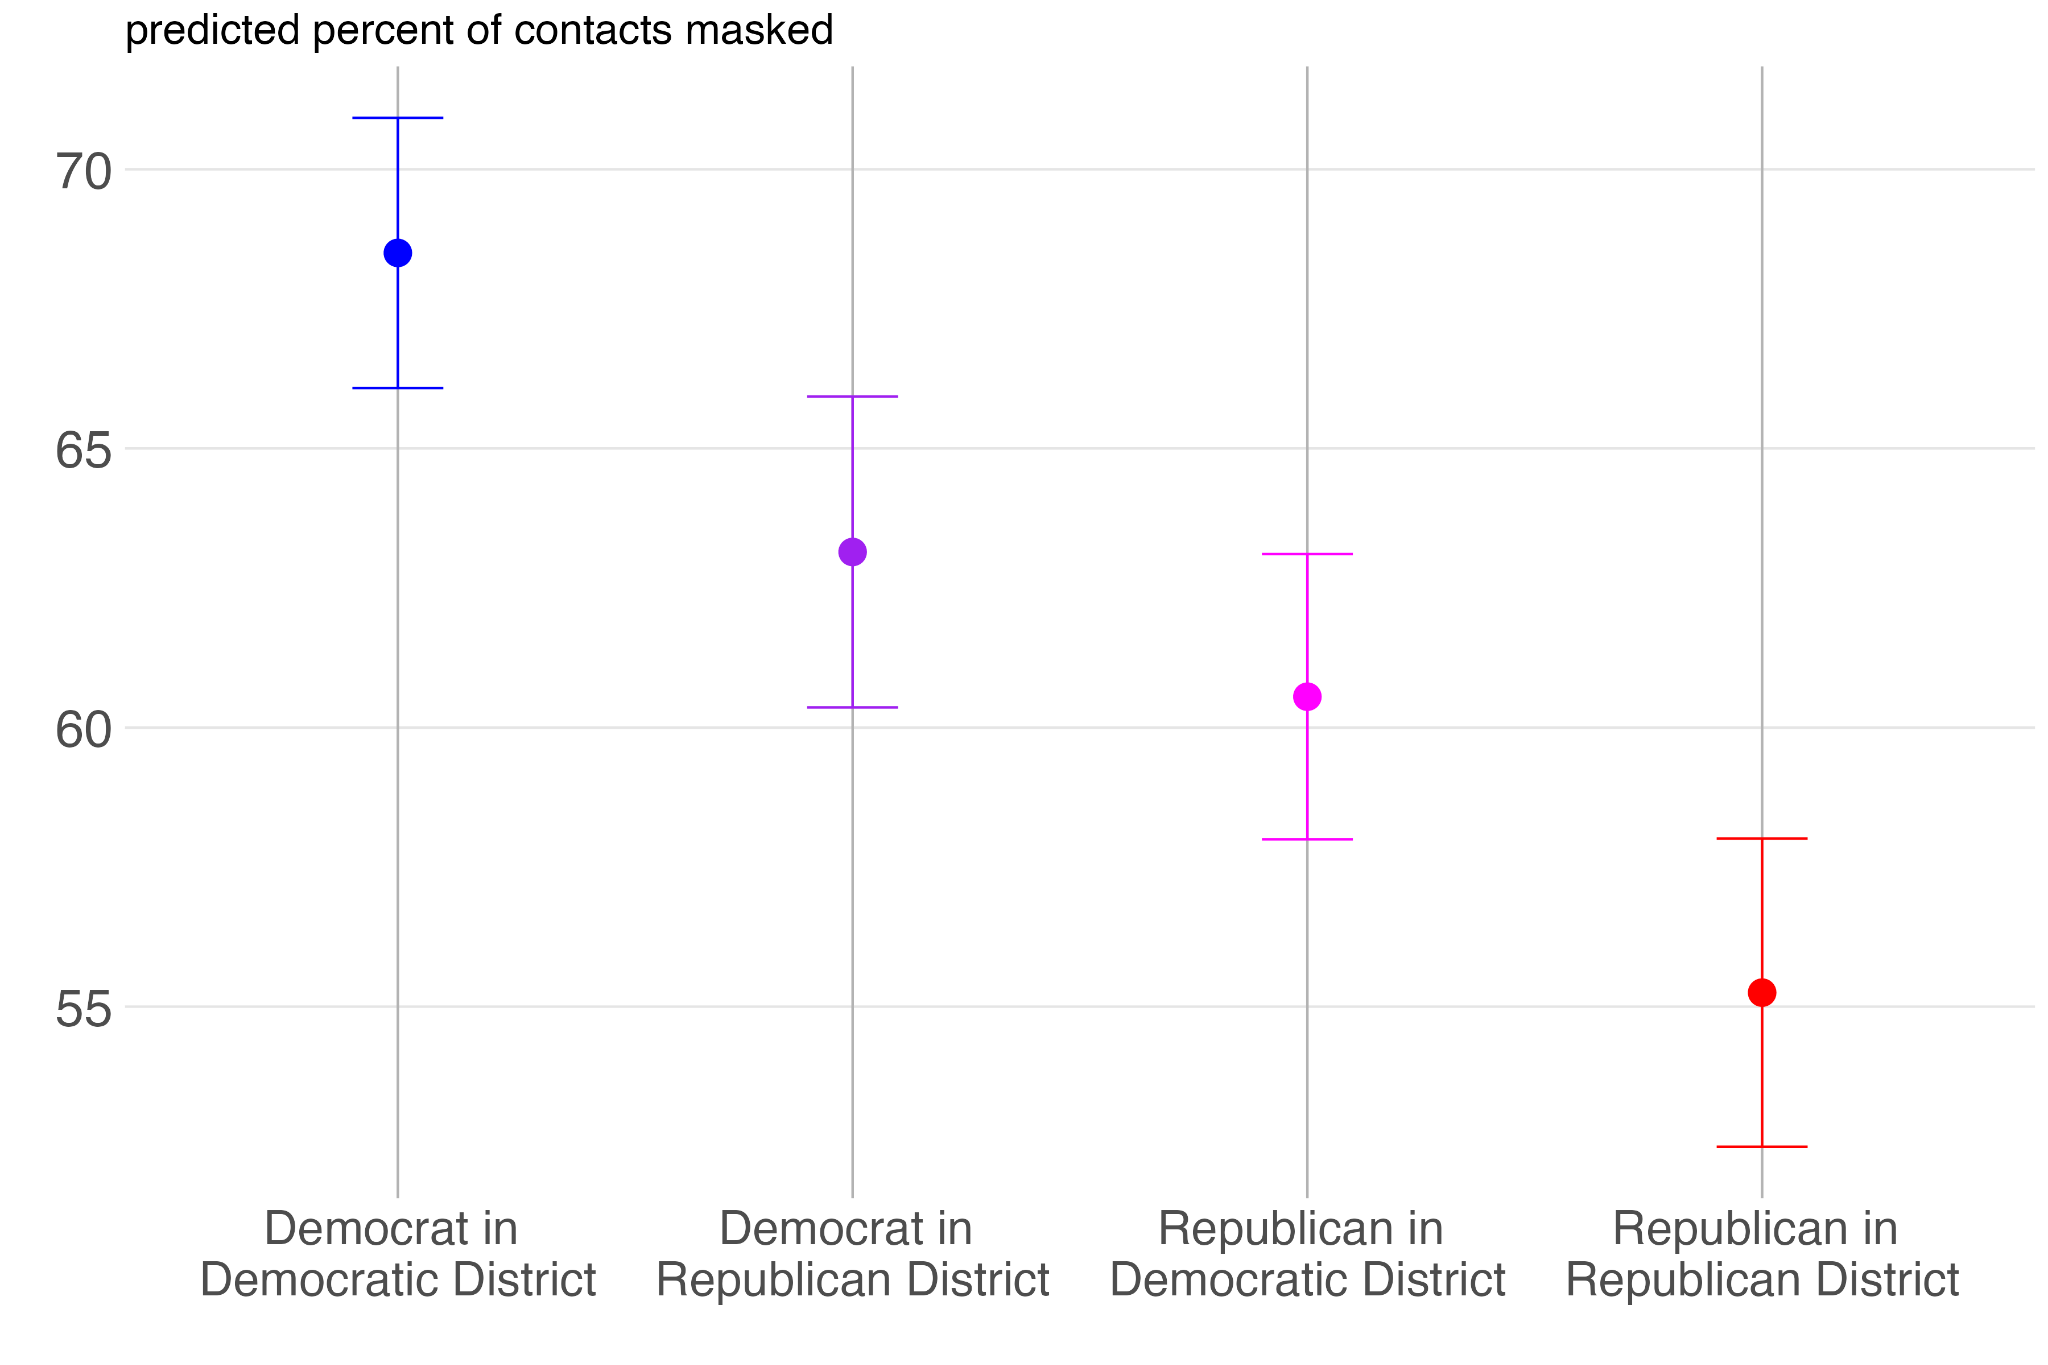 predicted percent of contacts masked
70
65
60
55
Democrat in
Democratic District
Democrat in
Republican District
Republican in
Democratic District
Republican in
Republican District